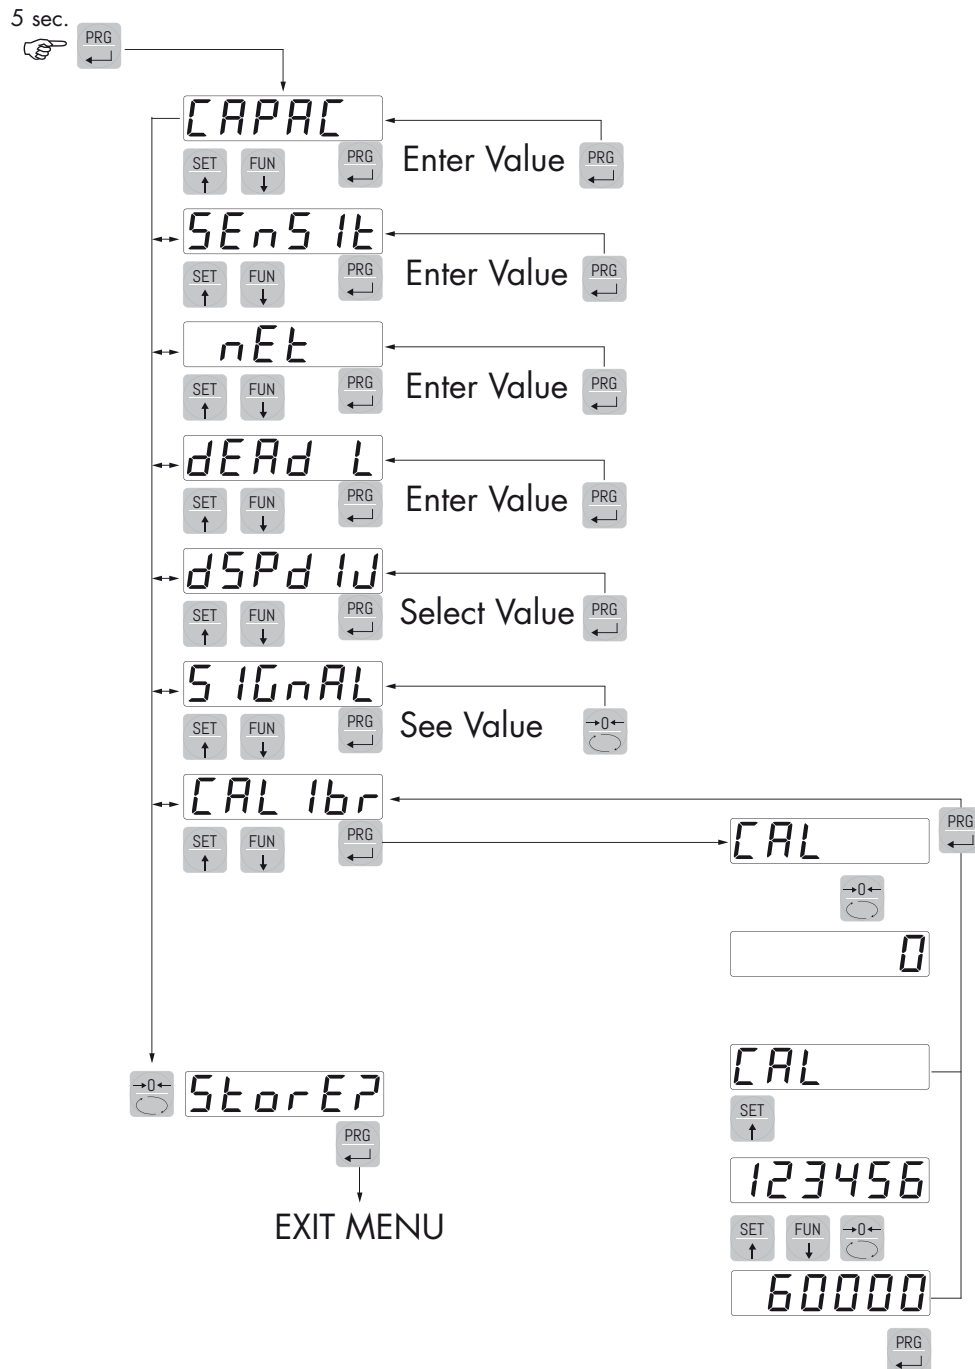 5 sec.
PRG
CAPAC
SET FUN PRG Enter Value PRG
SEnSIt
SET FUN PRG Enter Value PRG
nEt
SET FUN PRG Enter Value PRG
dEAd L
SET FUN PRG Enter Value PRG
dSPdIJ
SET FUN PRG Select Value PRG
SIGnAL
SET FUN PRG See Value →0←
CALIbr
SET FUN PRG
CAL PRG
→0←
0
CAL
SET
123456
SET FUN →0←
60000
PRG
→0← StorE?
PRG
EXIT MENU